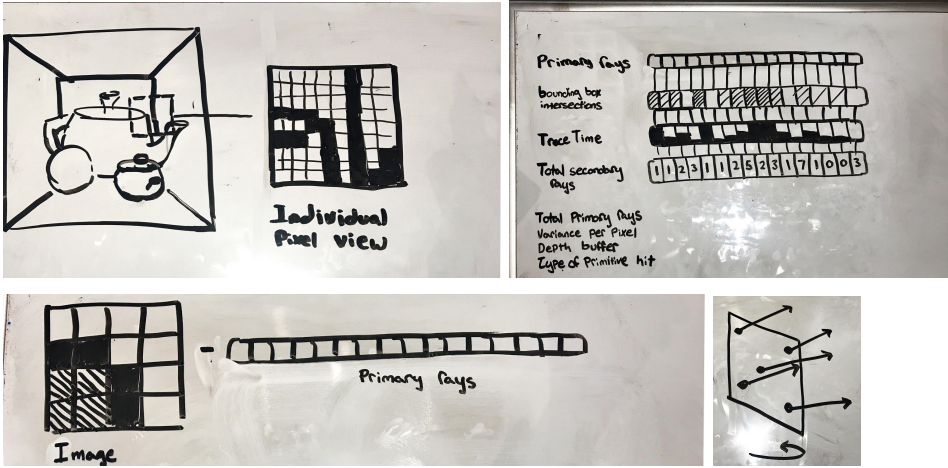 Individual
Pixel view
Primary rays
bounding box
intersections
Trace Time
Total secondary
rays
1 1 2 3 1 1 2 5 2 3 1 7 1 0 0 3
Total Primary rays
Variance per Pixel
Depth buffer
Type of Primitive hit
Primary rays
Image